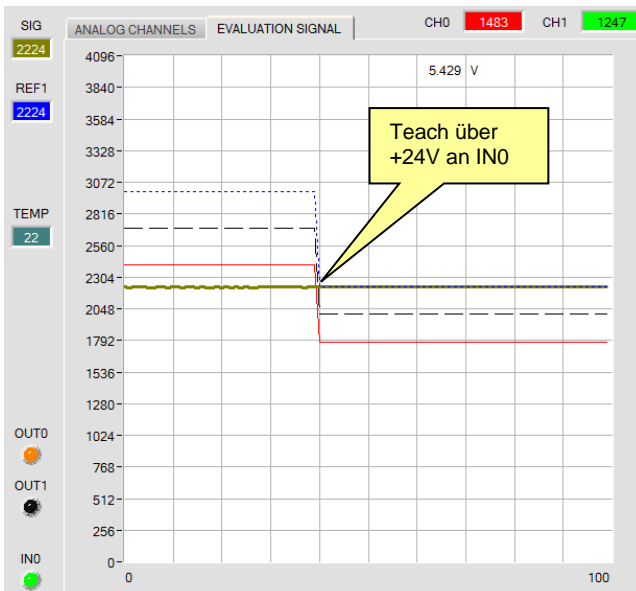 SIG
2224
REF1
2224
TEMP
22
OUT0
OUT1
IN0
ANALOG CHANNELS
EVALUATION SIGNAL
CH0
1483
CH1
1247
5.429 V
Teach über
+24V an IN0
4096
3840
3584
3328
3072
2816
2560
2304
2048
1792
1536
1280
1024
768
512
256
0
0
100